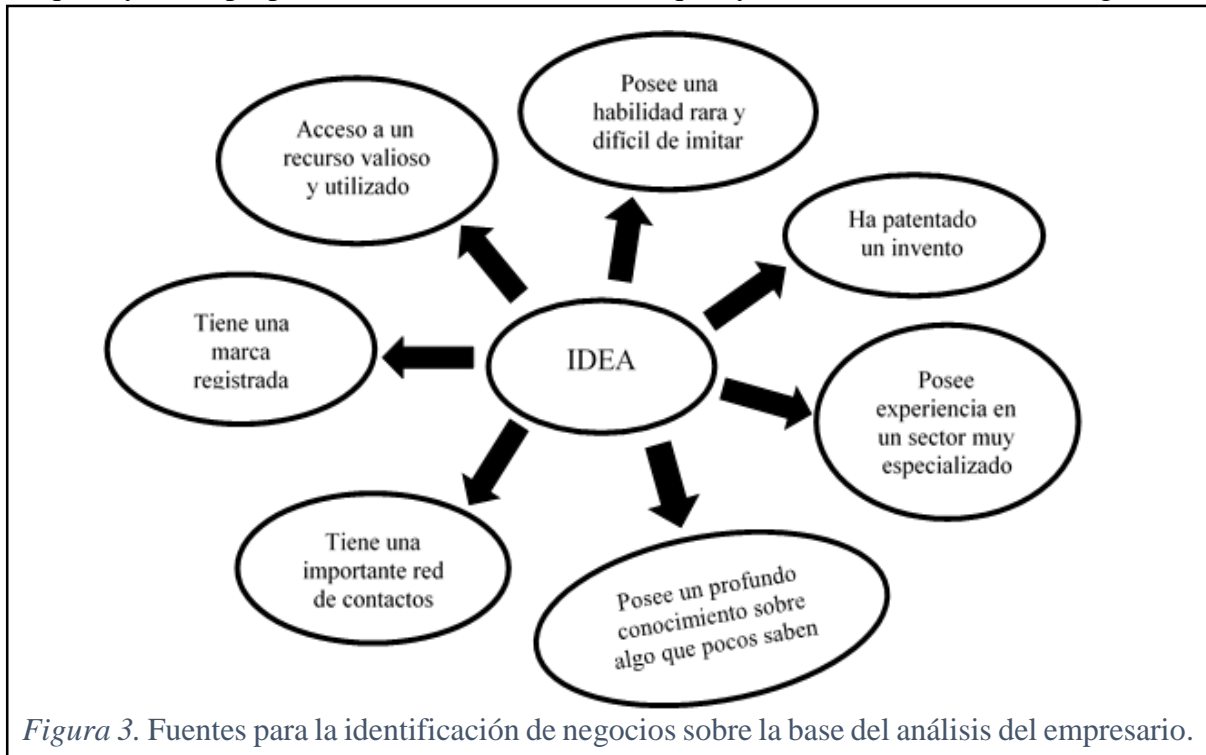 Posee una
habilidad rara y
difícil de imitar
Acceso a un
recurso valioso
y utilizado
Ha patentado
un invento
Tiene una
marca
registrada
IDEA
Posee
experiencia en
un sector muy
especializado
Tiene una
importante red
de contactos
Posee un profundo
conocimiento sobre
algo que pocos saben
Figura 3. Fuentes para la identificación de negocios sobre la base del análisis del empresario.